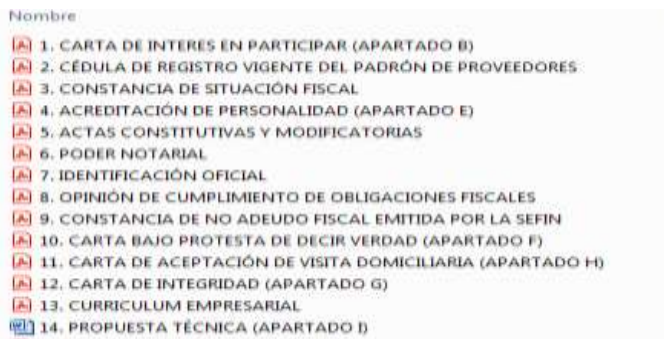 Nombre
1. CARTA DE INTERES EN PARTICIPAR (APARTADO B)
2. CÉDULA DE REGISTRO VIGENTE DEL PADRÓN DE PROVEEDORES
3. CONSTANCIA DE SITUACIÓN FISCAL
4. ACREDITACIÓN DE PERSONALIDAD (APARTADO E)
5. ACTAS CONSTITUTIVAS Y MODIFICATORIAS
6. PODER NOTARIAL
7. IDENTIFICACIÓN OFICIAL
8. OPINIÓN DE CUMPLIMIENTO DE OBLIGACIONES FISCALES
9. CONSTANCIA DE NO ADEUDO FISCAL EMITIDA POR LA SEFIN
10. CARTA BAJO PROTESTA DE DECIR VERDAD (APARTADO F)
11. CARTA DE ACEPTACIÓN DE VISITA DOMICILIARIA (APARTADO H)
12. CARTA DE INTEGRIDAD (APARTADO G)
13. CURRICULUM EMPRESARIAL
14. PROPUESTA TÉCNICA (APARTADO I)